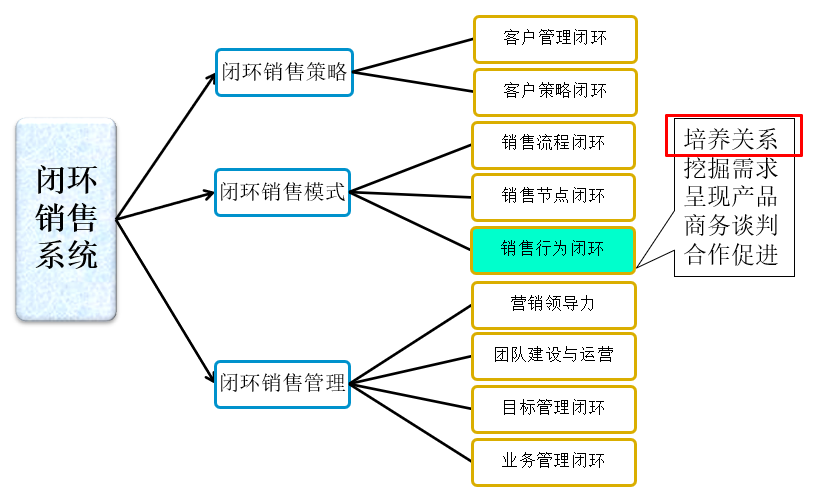 闭环
销售
系统
闭环销售策略
客户管理闭环
客户策略闭环
闭环销售模式
销售流程闭环
销售节点闭环
销售行为闭环
培养关系
挖掘需求
呈现产品
商务谈判
合作促进
闭环销售管理
营销领导力
团队建设与运营
目标管理闭环
业务管理闭环